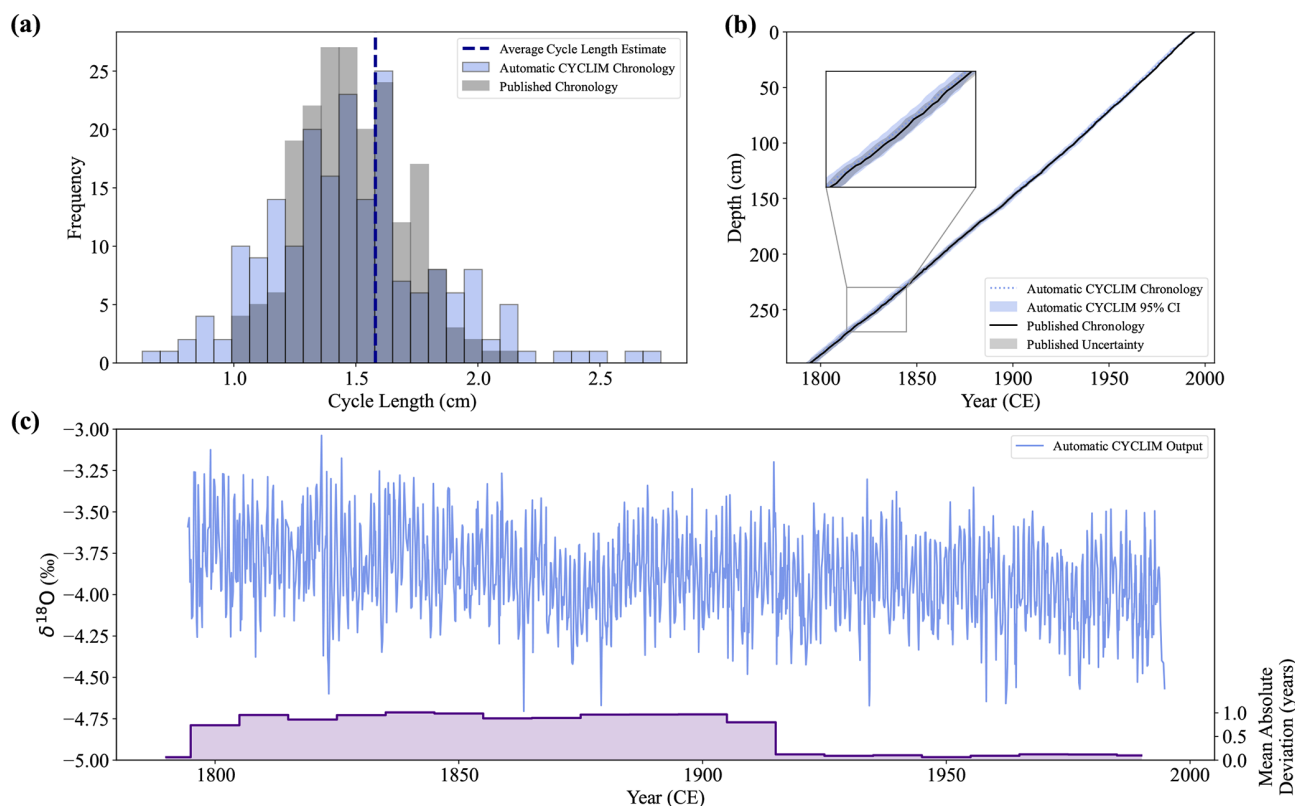 (a)
Frequency
25
20
15
10
5
0
Average Cycle Length Estimate
Automatic CYCLIM Chronology
Published Chronology
1.0 1.5 2.0 2.5
Cycle Length (cm)
(b)
Depth (cm)
0
50
100
150
200
250
Automatic CYCLIM Chronology
Automatic CYCLIM 95% CI
Published Chronology
Published Uncertainty
1800 1850 1900 1950 2000
Year (CE)
(c)
δ¹⁸O (‰)
−3.00
−3.25
−3.50
−3.75
−4.00
−4.25
−4.50
−4.75
−5.00
Automatic CYCLIM Output
1.0
0.5
0.0
Mean Absolute
Deviation (years)
1800 1850 1900 1950 2000
Year (CE)